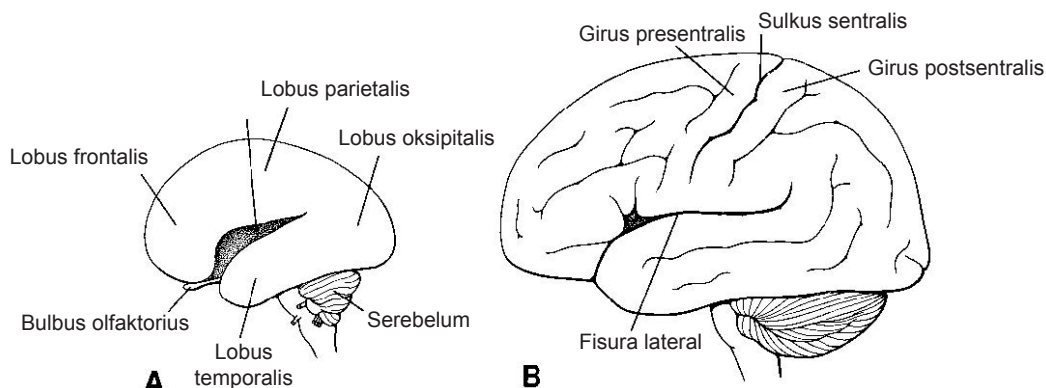 Lobus parietalis
Lobus frontalis
Lobus oksipitalis
Bulbus olfaktorius
Lobus
temporalis
Serebelum
A
Girus presentralis
Sulkus sentralis
Girus postsentralis
Fisura lateral
B